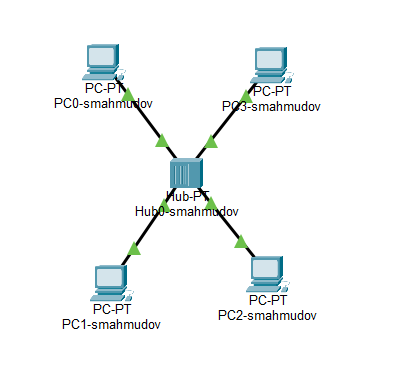 PC-PT
PC0-smahmudov
PC-PT
PC3-smahmudov
Hub-PT
Hub0-smahmudov
PC-PT
PC1-smahmudov
PC-PT
PC2-smahmudov